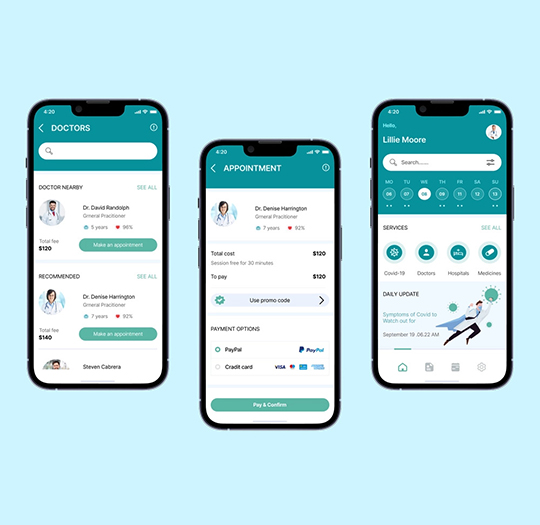 4:20
DOCTORS
DOCTOR NEARBY SEE ALL
Dr. David Randolph
Grneral Practitioner
5 years 96%
Total fee
$120
Make an appointment
RECOMMENDED SEE ALL
Dr. Denise Harrington
Grneral Practitioner
7 years 92%
Total fee
$140
Make an appointment
Steven Cabrera
4:20
APPOINTMENT
Dr. Denise Harrington
Grneral Practitioner
7 years 92%
Total cost $120
Session free for 30 minutes
To pay $120
Use promo code
PAYMENT OPTIONS
PayPal PayPal
Cradit card VISA
Pay & Confirm
4:20
Hello,
Lillie Moore
Search......
MO TU WE TH FR SA SU
06 07 08 09 10 12 13
SERVICES SEE ALL
Covid-19 Doctors Hospitals Medicines
DAILY UPDATE
Symptoms of Covid to
Watch out for
September 19 .06.22 AM